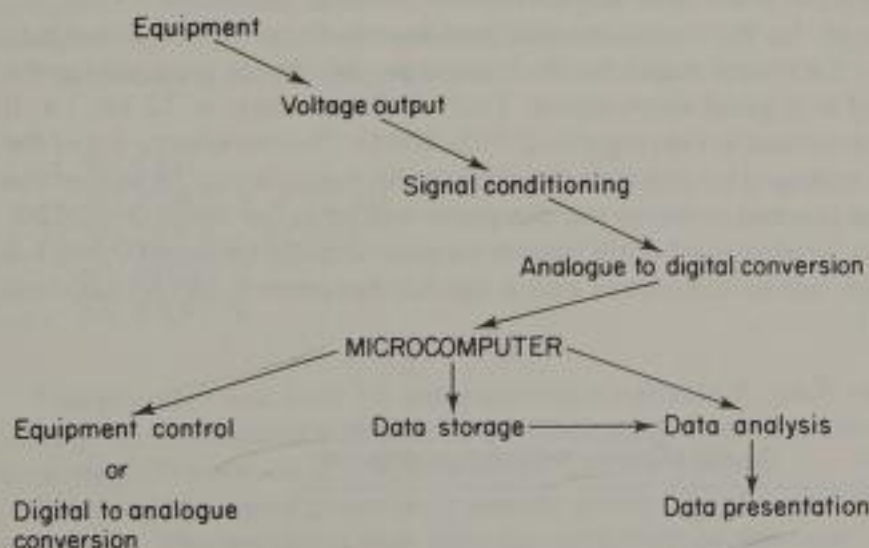 Equipment
Voltage output
Signal conditioning
Analogue to digital conversion
MICROCOMPUTER
Equipment control
Data storage
Data analysis
or
Data presentation
Digital to analogue
conversion